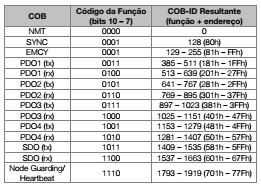 COB Código da Função (bits 10 – 7) COB-ID Resultante (função + endereço)
NMT 0000 0
SYNC 0001 128 (80h)
EMCY 0001 129 – 255 (81h – FFh)
PDO1 (tx) 0011 385 – 511 (181h – 1FFh)
PDO1 (rx) 0100 513 – 639 (201h – 27Fh)
PDO2 (tx) 0101 641 – 767 (281h – 2FFh)
PDO2 (rx) 0110 769 – 895 (301h – 37Fh)
PDO3 (tx) 0111 897 – 1023 (381h – 3FFh)
PDO3 (rx) 1000 1025 – 1151 (401h – 47Fh)
PDO4 (tx) 1001 1153 – 1279 (481h – 4FFh)
PDO4 (rx) 1010 1281 – 1407 (501h – 57Fh)
SDO (tx) 1011 1409 – 1535 (581h – 5FFh)
SDO (rx) 1100 1537 – 1663 (601h – 67Fh)
Node Guarding/ Heartbeat 1110 1793 – 1919 (701h – 77Fh)